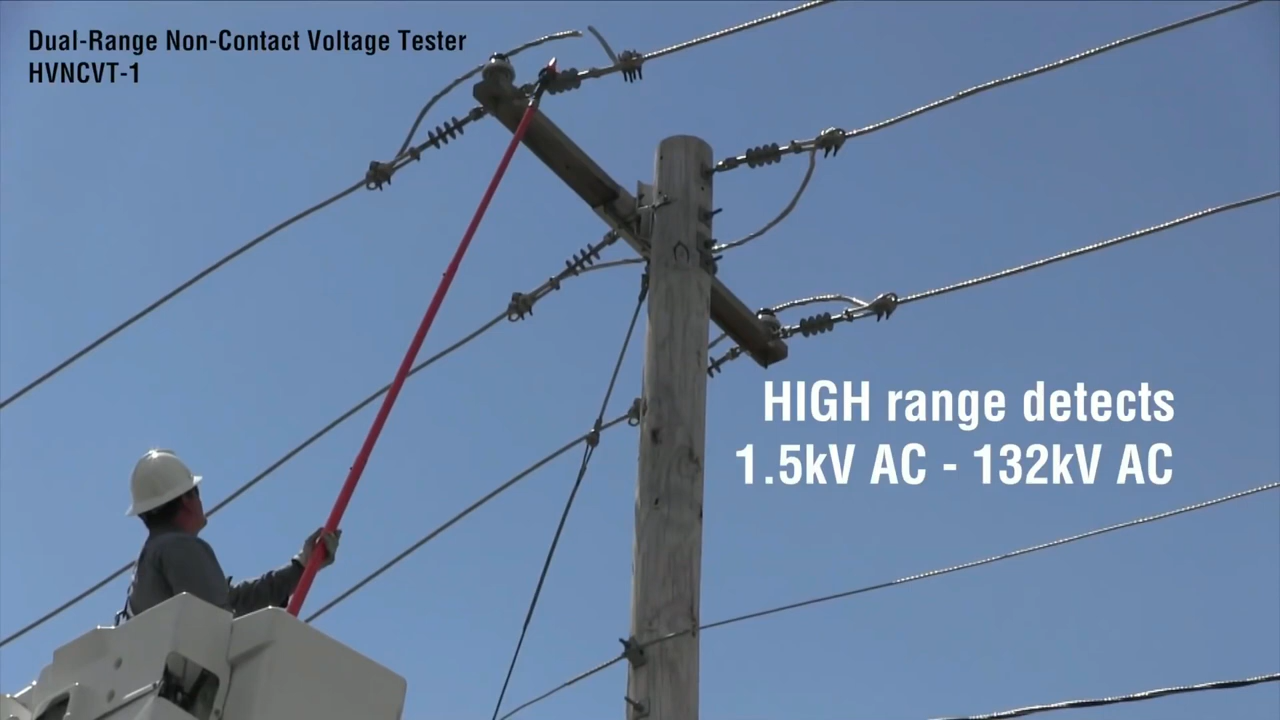 Dual-Range Non-Contact Voltage Tester
HVNCVT-1
HIGH range detects
1.5kV AC - 132kV AC